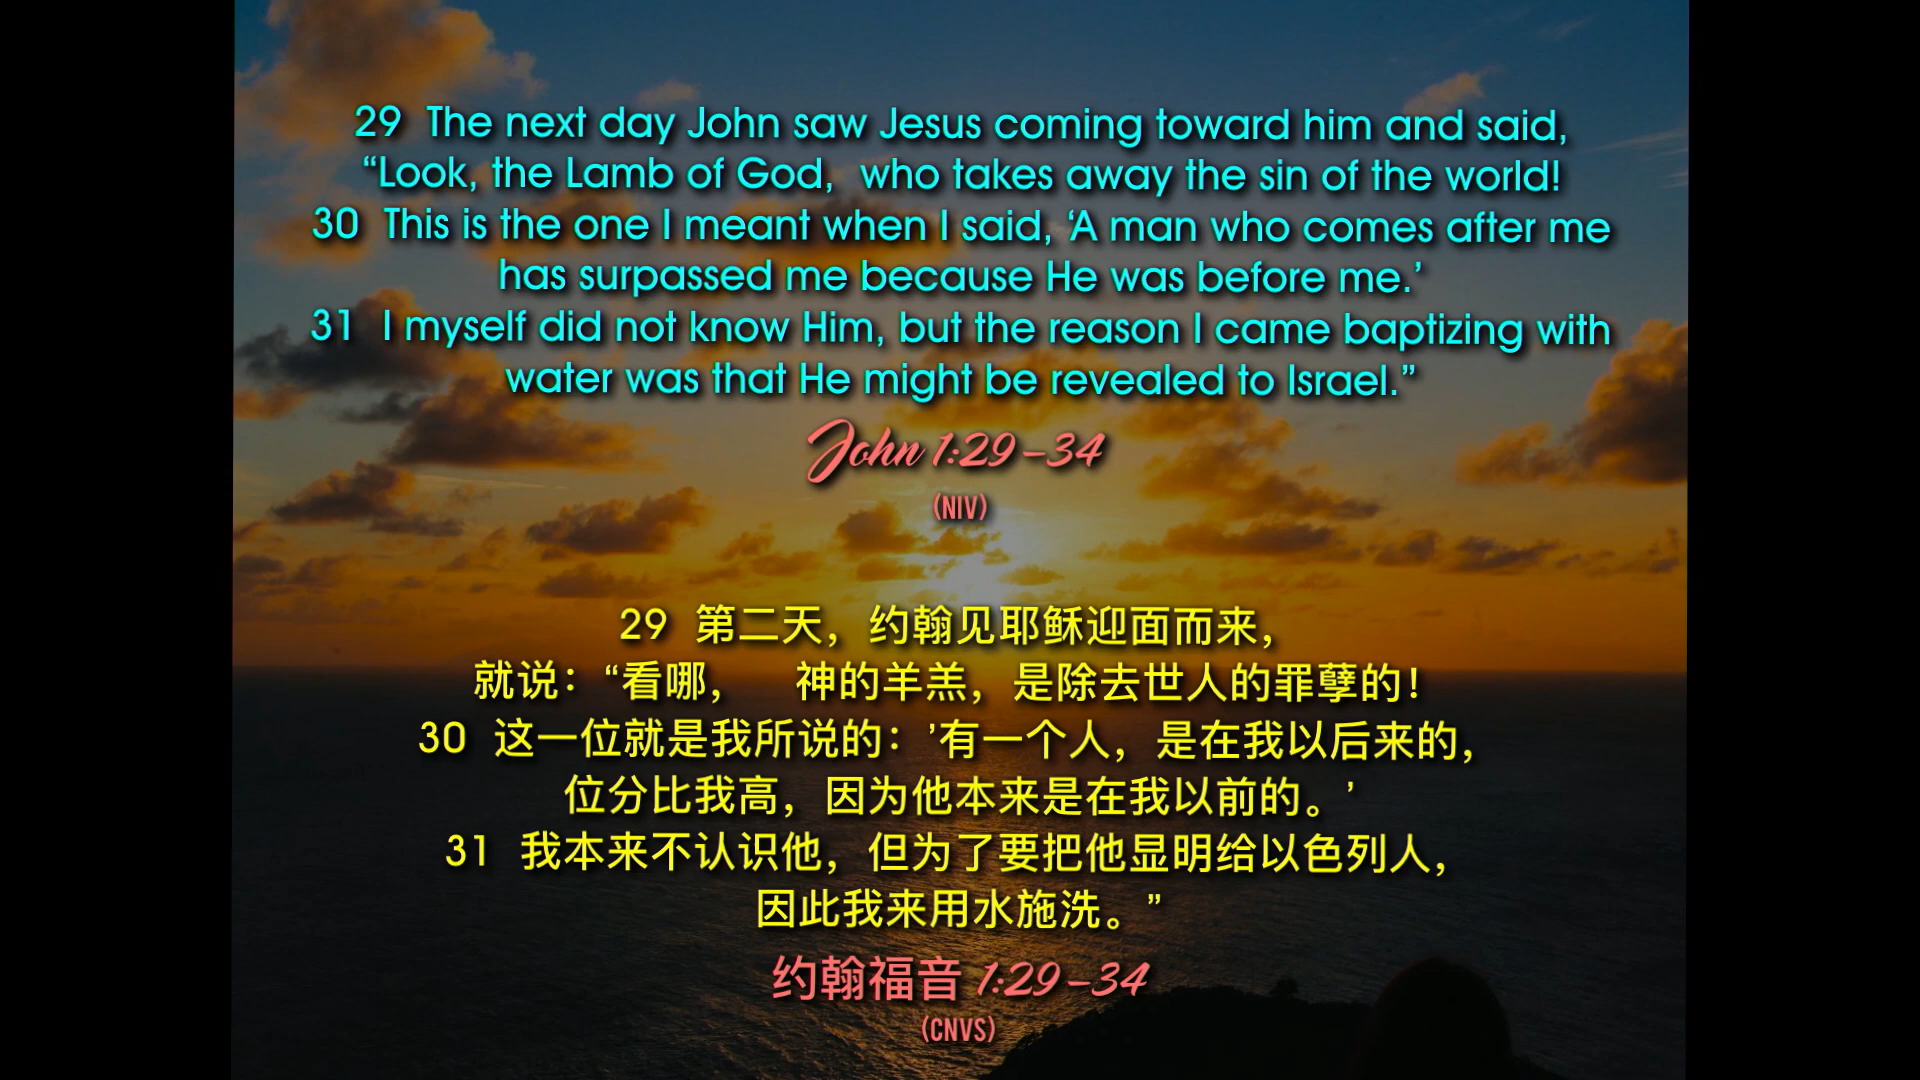 29 The next day John saw Jesus coming toward him and said,
“Look, the Lamb of God, who takes away the sin of the world!
30 This is the one I meant when I said, ‘A man who comes after me
has surpassed me because He was before me.’
31 I myself did not know Him, but the reason I came baptizing with
water was that He might be revealed to Israel.”
John 1:29-34
(NIV)
29 第二天，约翰见耶稣迎面而来，
就说：“看哪， 神的羊羔，是除去世人的罪孽的！
30 这一位就是我所说的：’有一个人，是在我以后来的，
位分比我高，因为他本来是在我以前的。’
31 我本来不认识他，但为了要把他显明给以色列人，
因此我来用水施洗。”
约翰福音 1:29-34
(CNVS)